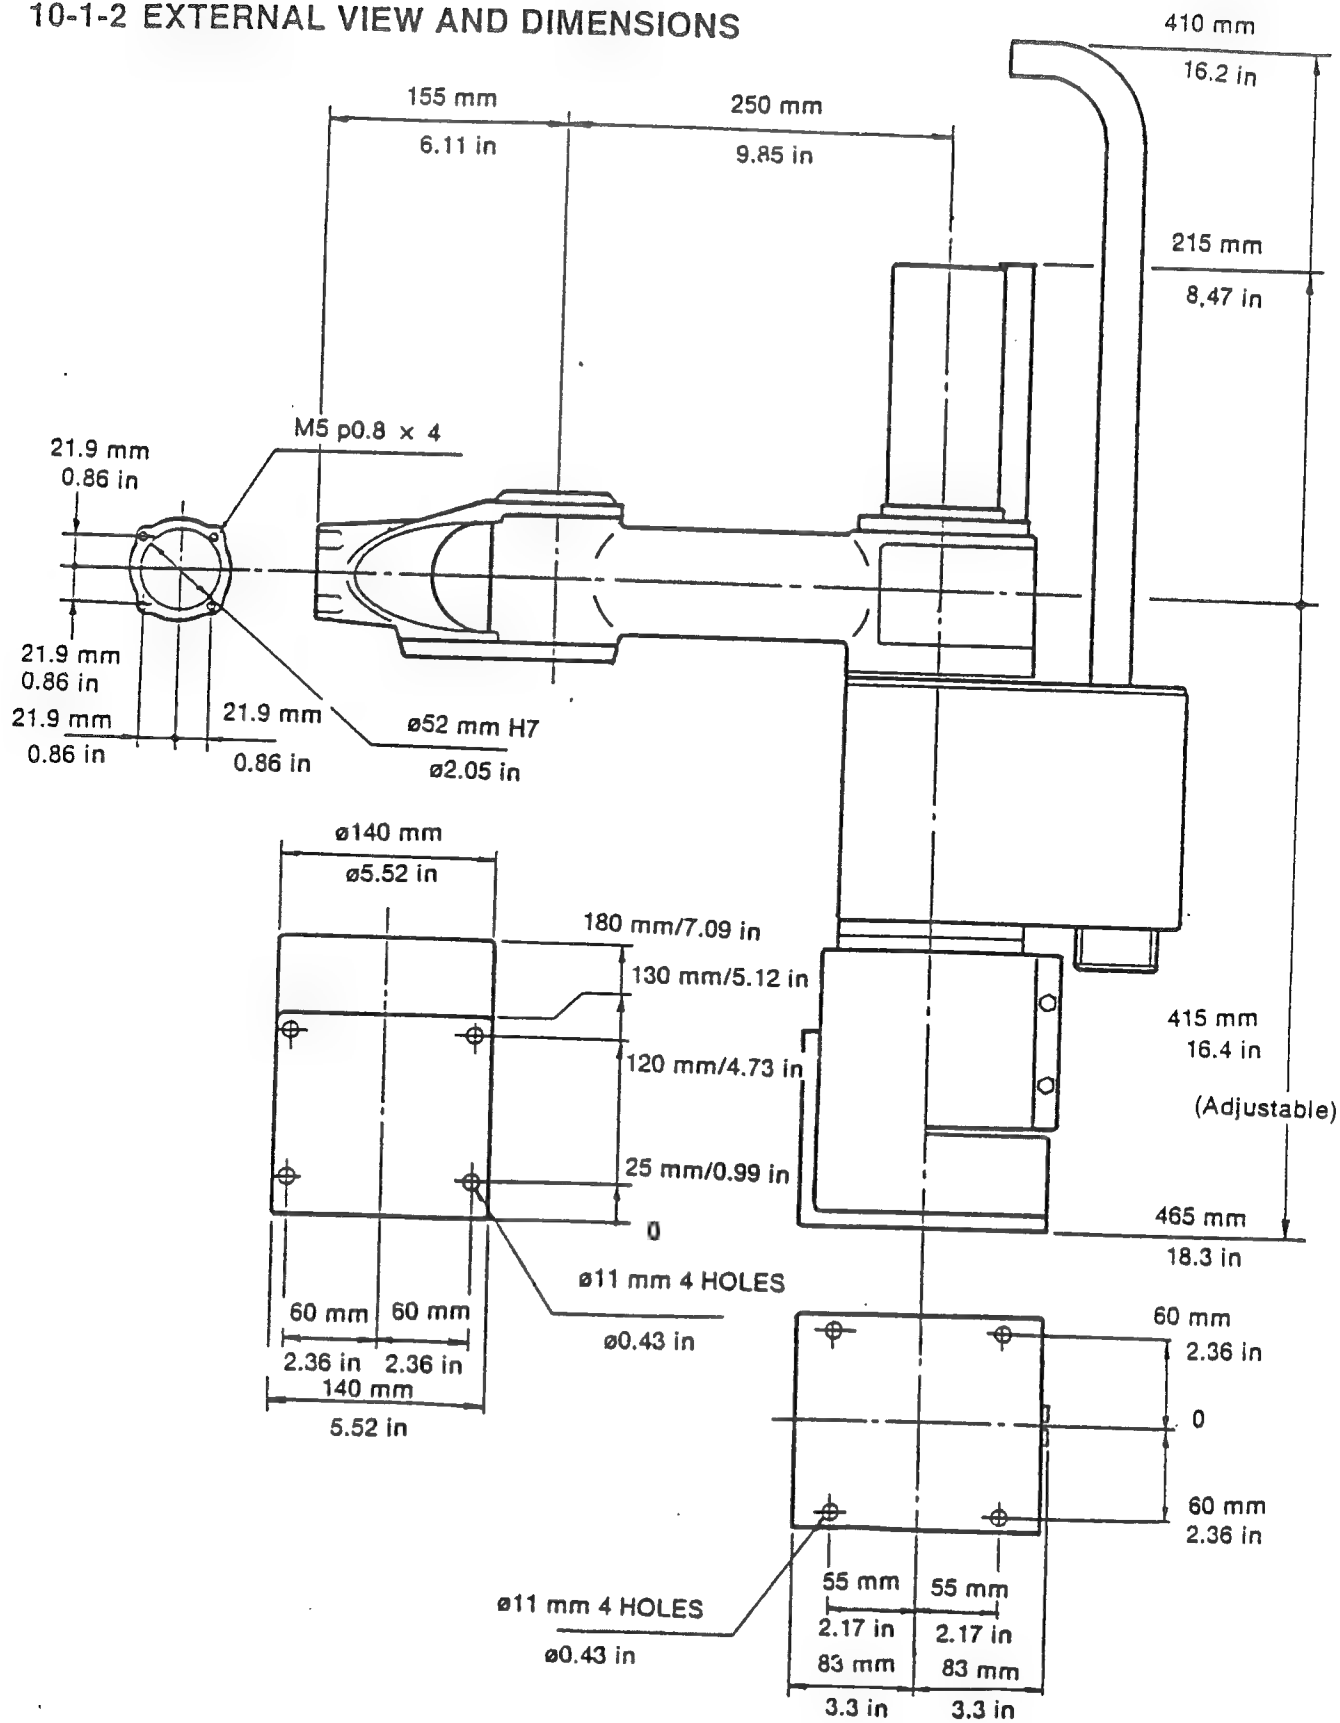 10-1-2 EXTERNAL VIEW AND DIMENSIONS
410 mm
16.2 in
155 mm
6.11 in
250 mm
9.85 in
215 mm
8,47 in
M5 p0.8 × 4
21.9 mm
0.86 in
21.9 mm
0.86 in
21.9 mm
0.86 in
21.9 mm
0.86 in
ø52 mm H7
ø2.05 in
ø140 mm
ø5.52 in
180 mm/7.09 in
130 mm/5.12 in
120 mm/4.73 in
25 mm/0.99 in
0
415 mm
16.4 in
(Adjustable)
465 mm
18.3 in
ø11 mm 4 HOLES
ø0.43 in
60 mm
60 mm
2.36 in
2.36 in
140 mm
5.52 in
60 mm
2.36 in
0
60 mm
2.36 in
ø11 mm 4 HOLES
ø0.43 in
55 mm
55 mm
2.17 in
2.17 in
83 mm
83 mm
3.3 in
3.3 in